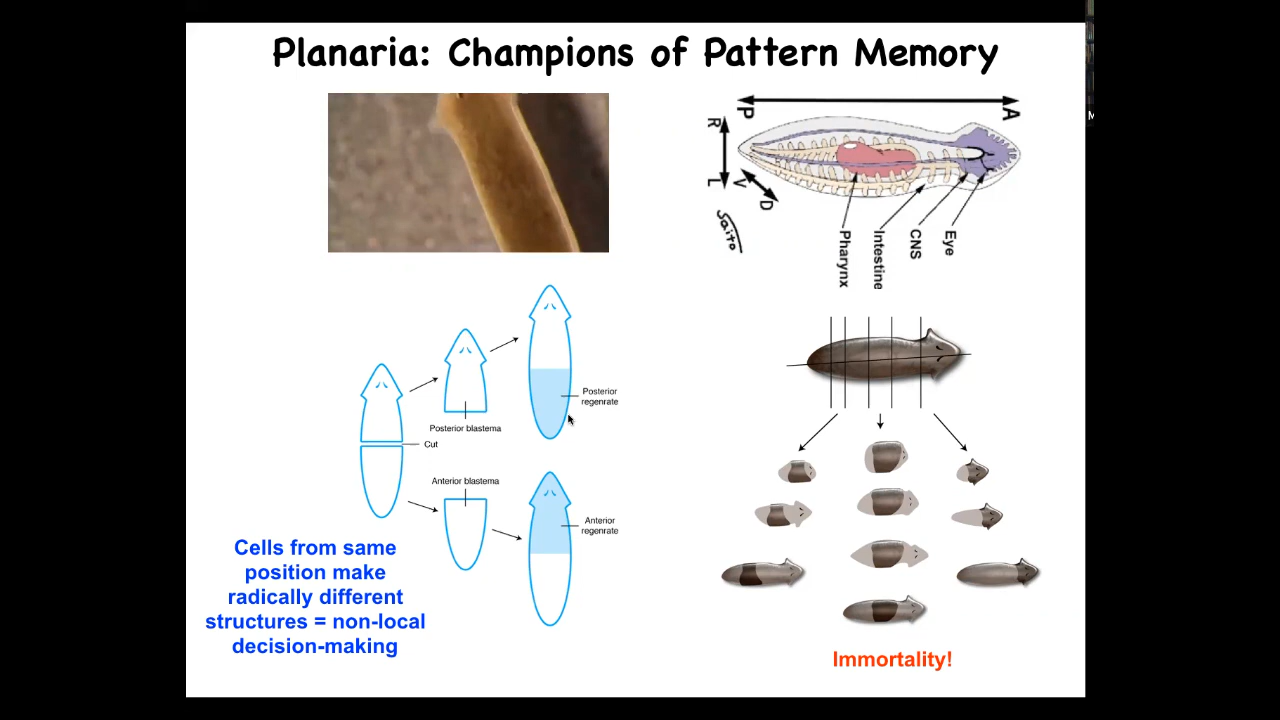 Planaria: Champions of Pattern Memory
P
A
R
L
V
D
Saito
Pharynx
Intestine
CNS
Eye
Posterior
regenrate
Posterior blastema
Cut
Anterior blastema
Anterior
regenrate
Cells from same
position make
radically different
structures = non-local
decision-making
Immortality!
M